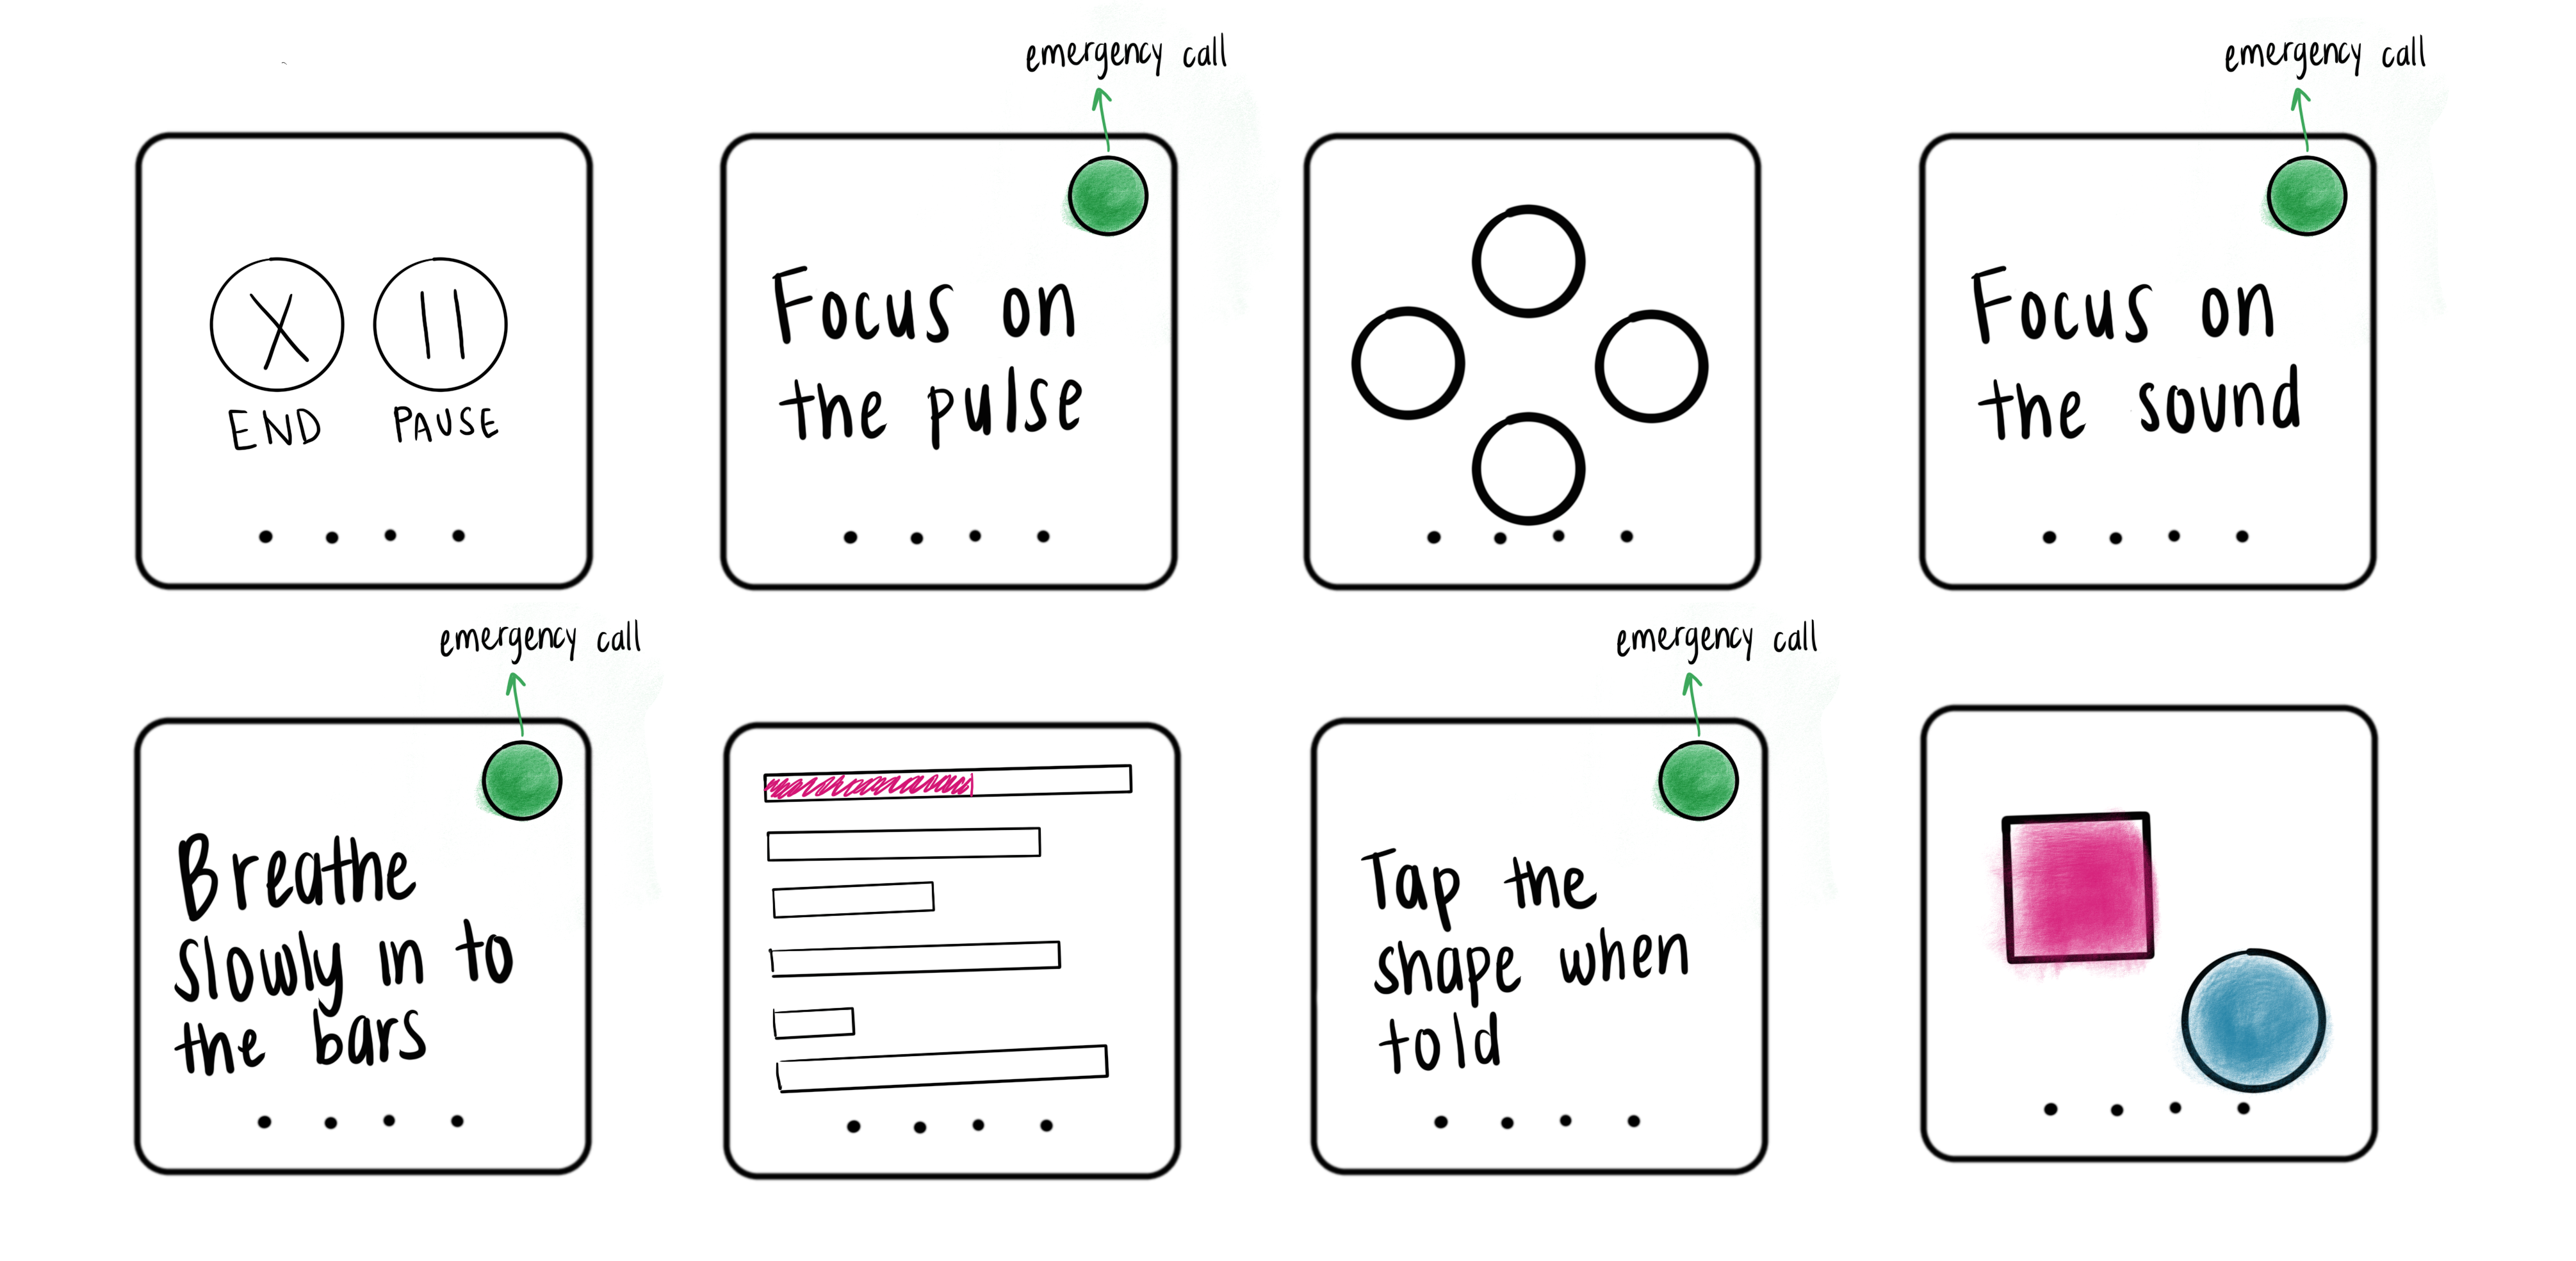 emergency call
emergency call
END PAUSE
Focus on
the pulse
Focus on
the sound
emergency call
emergency call
Breathe
slowly in to
the bars
Tap the
shape when
told